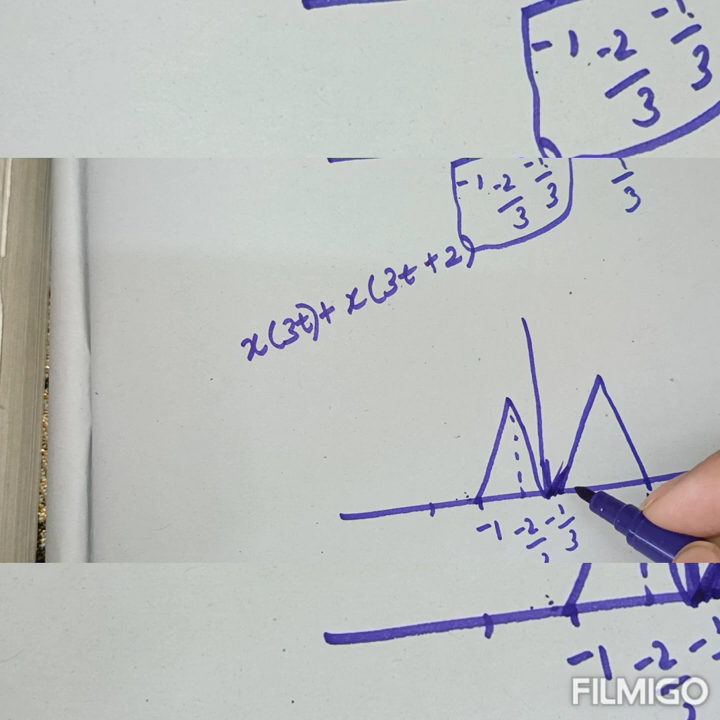 -1 -2/3 -1/3
-1 -2/3 -1/3 1/3
x(3t)+x(3t+2)
-1 -2/3 -1/3
-1 -2
FILMIGO